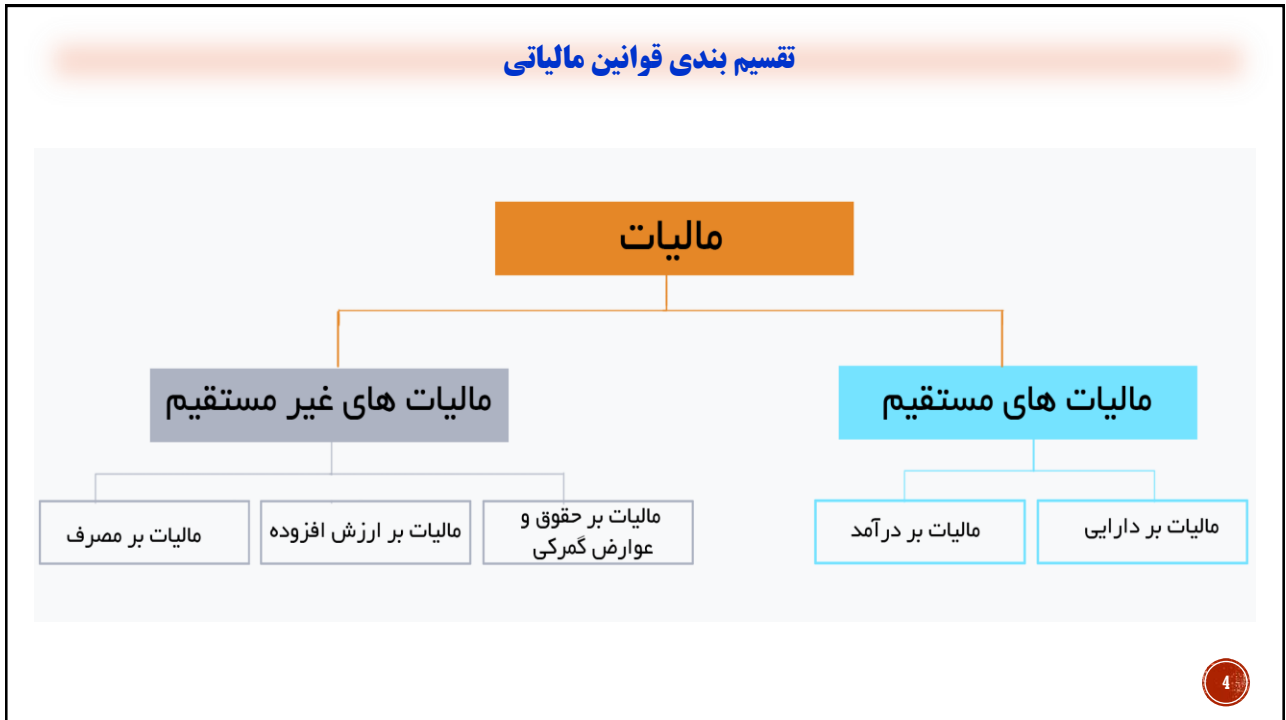 تقسیم بندی قوانین مالیاتی
مالیات
مالیات های مستقیم
مالیات های غیر مستقیم
مالیات بر دارایی
مالیات بر درآمد
مالیات بر حقوق و
عوارض گمرکی
مالیات بر ارزش افزوده
مالیات بر مصرف
4